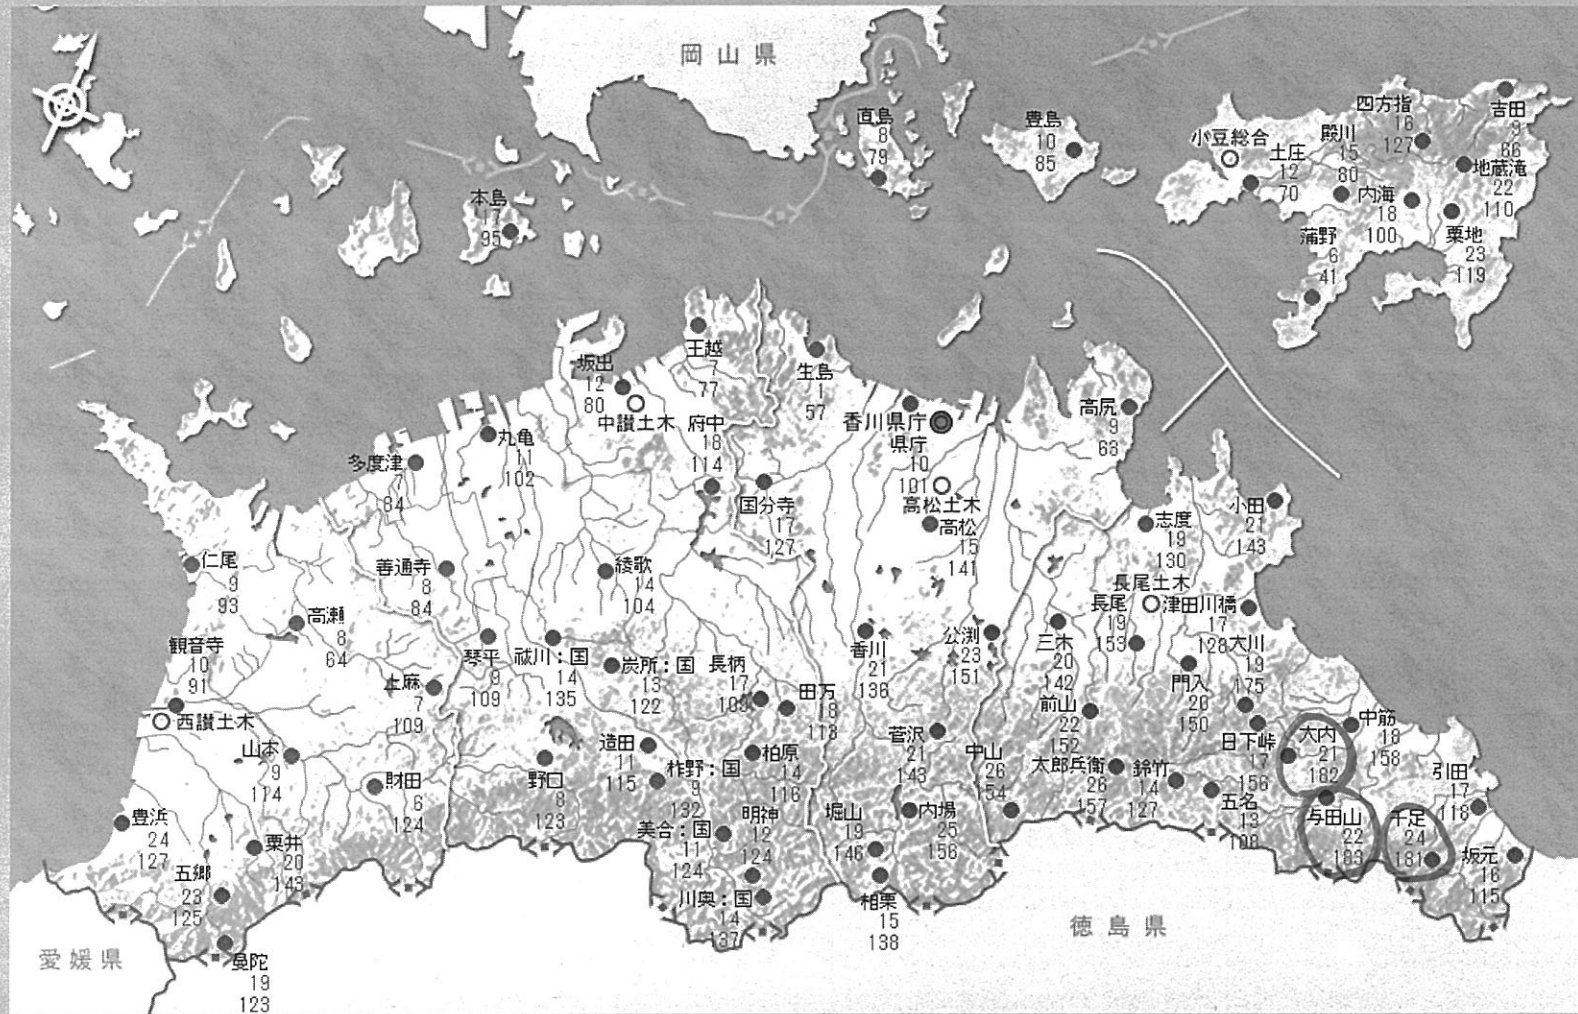 岡山県
直島
8
79
豊島
10
85
小豆総合
土庄
12
70
殿川
15
80
四方指
16
127
吉田
9
66
地蔵滝
22
110
内海
18
100
粟地
23
119
蒲野
6
41
本島
17
95
王越
7
77
生島
1
57
坂出
12
80
中讃土木
府中
18
114
香川県庁
県庁
10
101
高松土木
高松
15
141
高尻
9
68
丸亀
11
102
多度津
7
84
国分寺
17
127
志度
19
130
小田
21
143
仁尾
9
93
善通寺
8
84
綾歌
14
104
長尾土木
長尾
19
153
津田川橋
17
128
大川
19
175
高瀬
8
64
観音寺
10
91
西讃土木
琴平
9
109
祓川:国
14
135
炭所:国
13
122
長柄
17
田万
18
113
香川
21
136
公渕
23
151
三木
20
142
門入
20
150
上麻
7
109
前山
22
152
菅沢
21
143
中山
26
154
太郎兵衛
26
157
鈴竹
14
127
日下峠
17
156
大内
21
182
中筋
18
158
引田
17
118
山本
9
114
財田
6
124
野口
8
123
造田
11
115
柞野:国
9
132
柏原
14
116
五名
13
108
与田山
22
183
千足
24
181
坂元
16
115
豊浜
24
127
粟井
20
143
五郷
23
125
美合:国
11
124
明神
12
124
堀山
19
146
内場
25
156
川奥:国
14
137
相栗
15
138
曼陀
19
123
愛媛県
徳島県